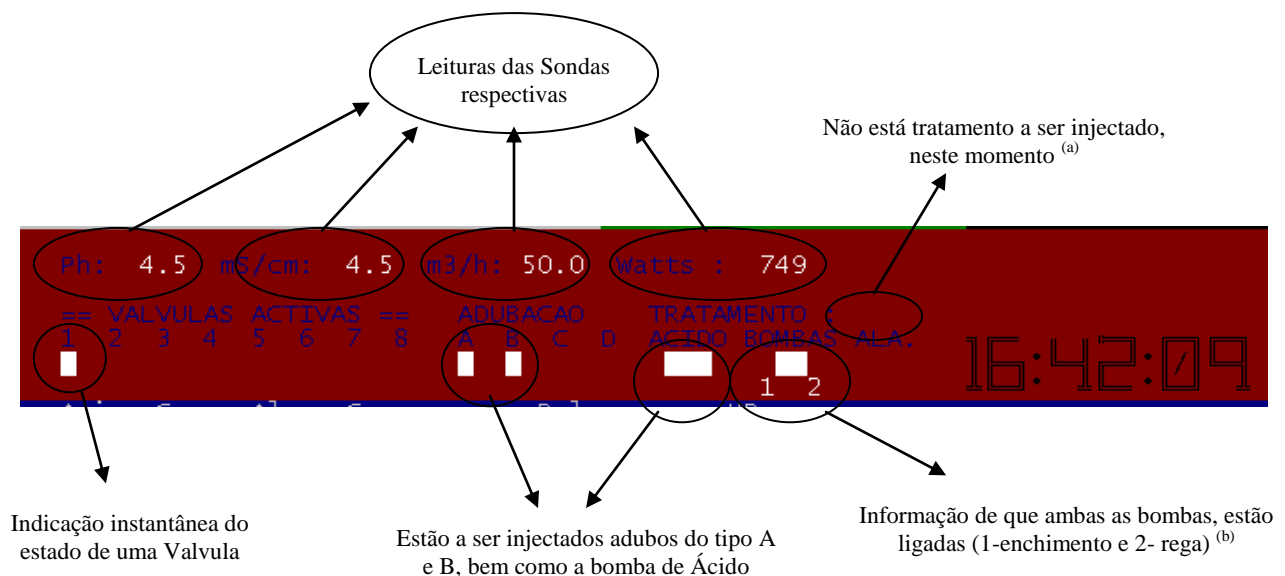 Leituras das Sondas
respectivas
Não está tratamento a ser injectado,
neste momento (a)
Ph: 4.5 mS/cm: 4.5 m3/h: 50.0 Watts : 749
== VALVULAS ACTIVAS == ADUBACAO TRATAMENTO :
1 2 3 4 5 6 7 8 A B C D ACIDO BOMBAS ALA.
1 2
16:42:09
Indicação instantânea do
estado de uma Valvula
Estão a ser injectados adubos do tipo A
e B, bem como a bomba de Ácido
Informação de que ambas as bombas, estão
ligadas (1-enchimento e 2- rega) (b)